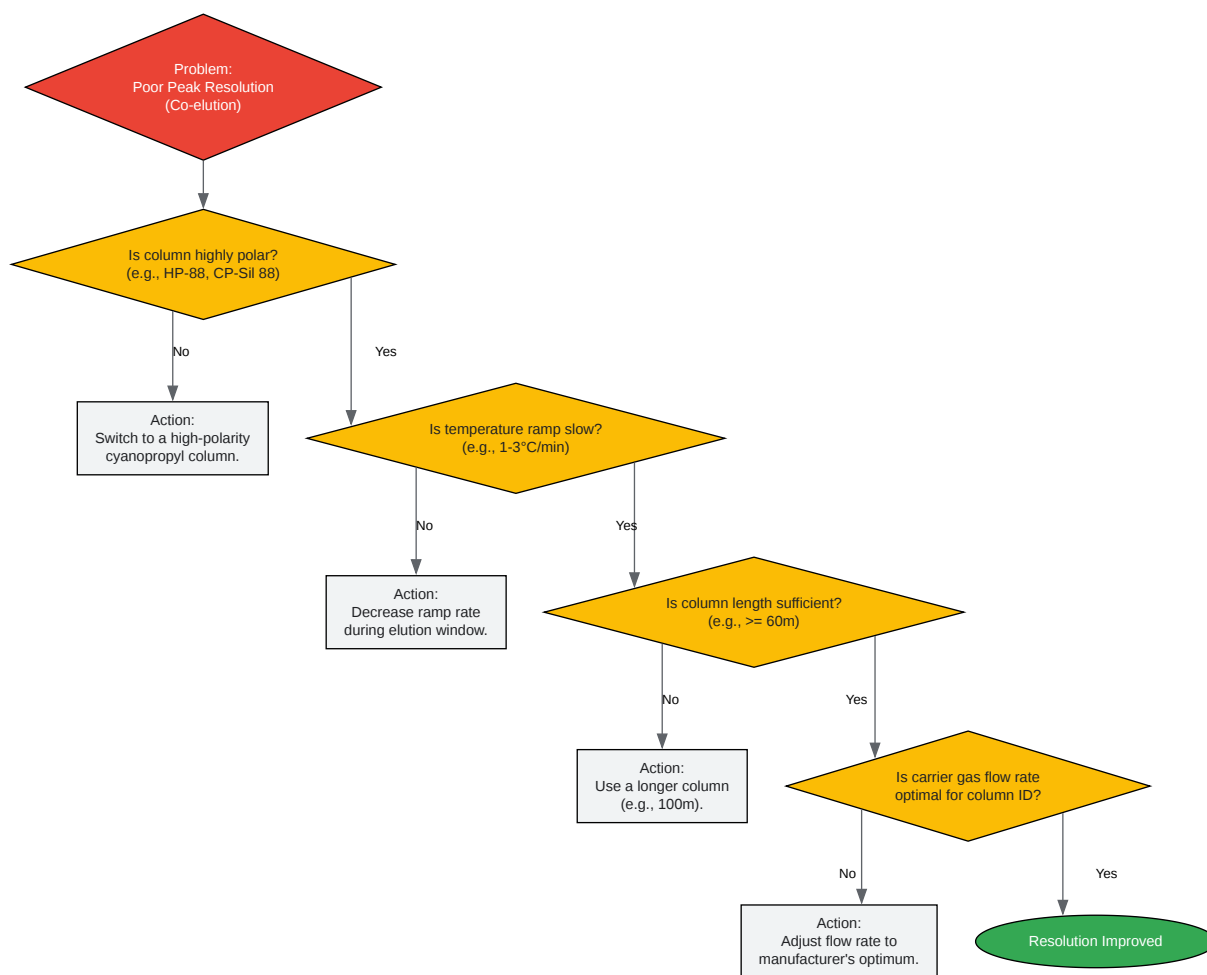 Problem:
Poor Peak Resolution
(Co-elution)
Is column highly polar?
(e.g., HP-88, CP-Sil 88)
No
Yes
Action:
Switch to a high-polarity
cyanopropyl column.
Is temperature ramp slow?
(e.g., 1-3°C/min)
No
Yes
Action:
Decrease ramp rate
during elution window.
Is column length sufficient?
(e.g., >= 60m)
No
Yes
Action:
Use a longer column
(e.g., 100m).
Is carrier gas flow rate
optimal for column ID?
No
Yes
Action:
Adjust flow rate to
manufacturer's optimum.
Resolution Improved